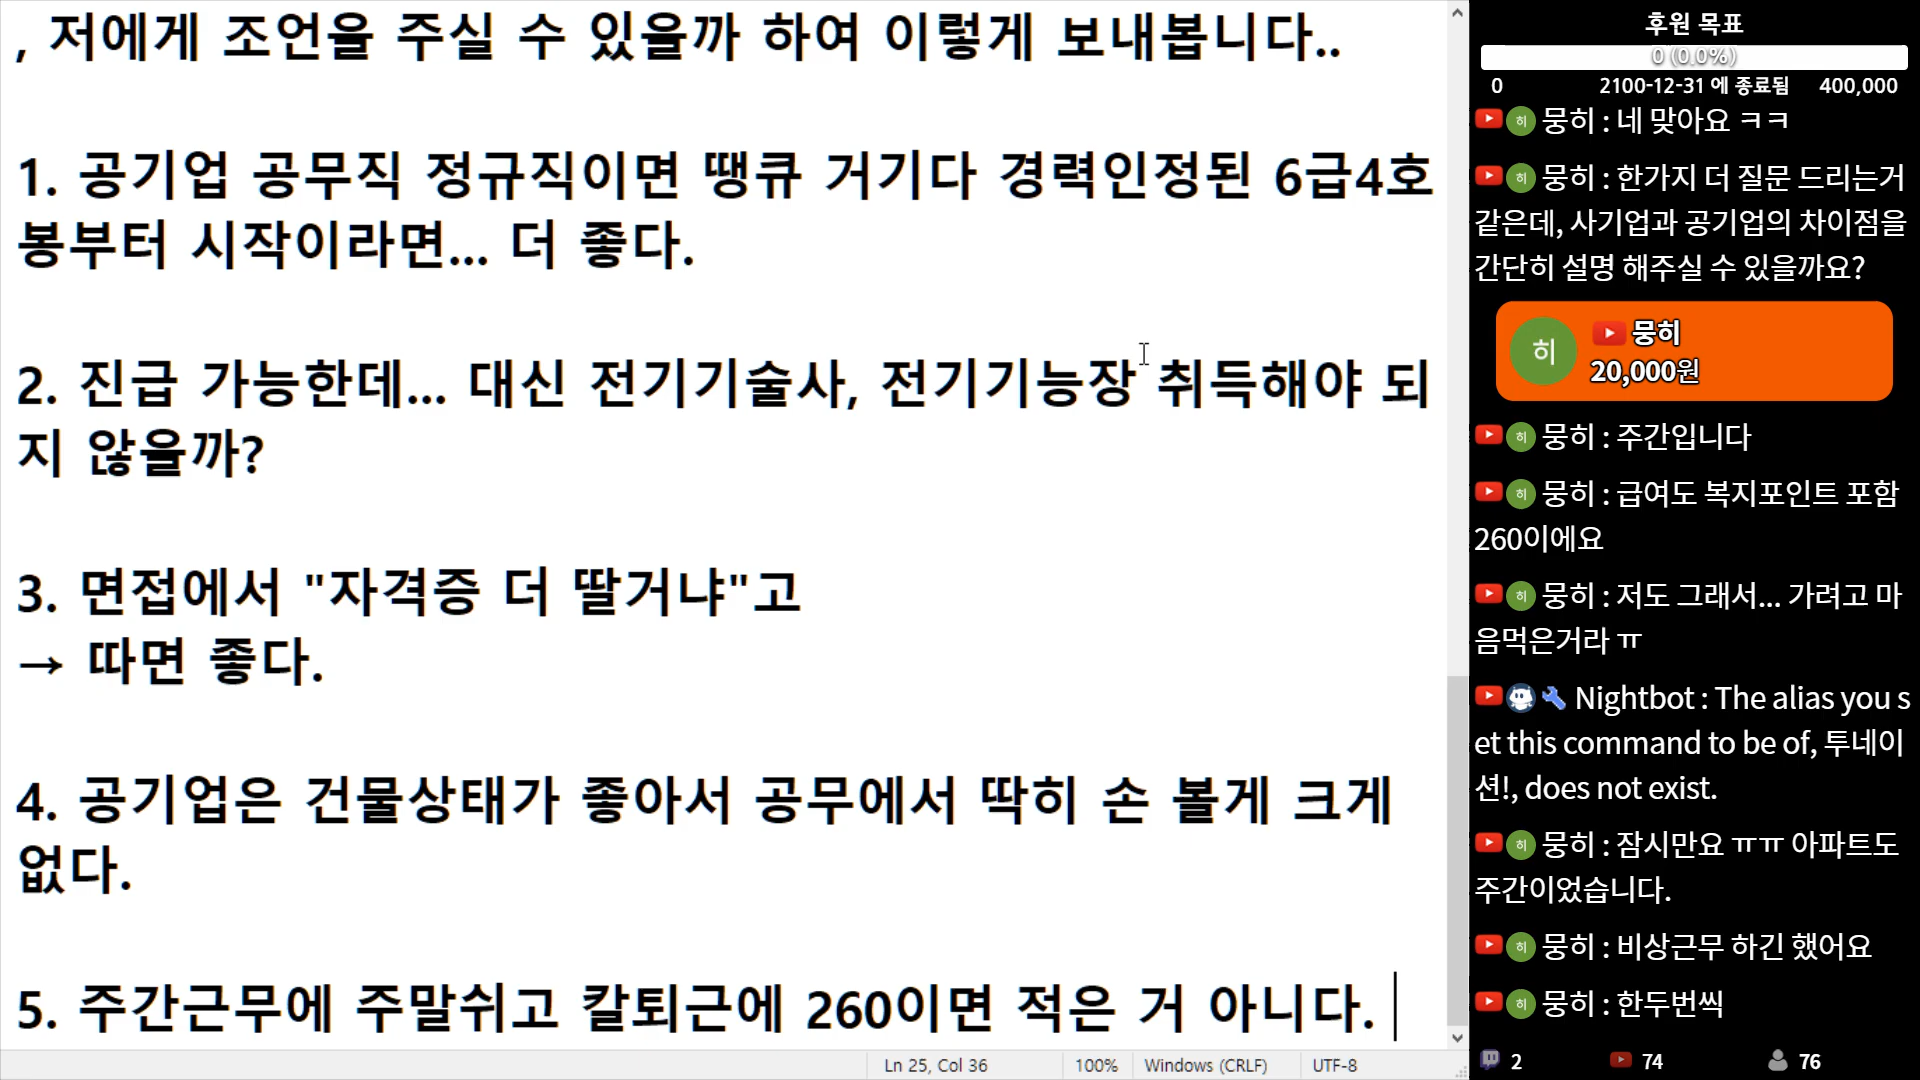 , 저에게 조언을 주실 수 있을까 하여 이렇게 보내봅니다..
1. 공기업 공무직 정규직이면 땡큐 거기다 경력인정된 6급4호
봉부터 시작이라면... 더 좋다.
2. 진급 가능한데... 대신 전기기술사, 전기기능장 취득해야 되
지 않을까?
3. 면접에서 "자격증 더 딸거냐"고
→ 따면 좋다.
4. 공기업은 건물상태가 좋아서 공무에서 딱히 손 볼게 크게
없다.
5. 주간근무에 주말쉬고 칼퇴근에 260이면 적은 거 아니다.
Ln 25, Col 36
100%
Windows (CRLF)
UTF-8
후원 목표
0 (0.0%)
0 2100-12-31 에 종료됨 400,000
히 뭉히 : 네 맞아요 ㅋㅋ
히 뭉히 : 한가지 더 질문 드리는거
같은데, 사기업과 공기업의 차이점을
간단히 설명 해주실 수 있을까요?
히 뭉히
20,000원
히 뭉히 : 주간입니다
히 뭉히 : 급여도 복지포인트 포함
260이에요
히 뭉히 : 저도 그래서... 가려고 마
음먹은거라 ㅠ
Nightbot : The alias you s
et this command to be of, 투네이
션!, does not exist.
히 뭉히 : 잠시만요 ㅠㅠ 아파트도
주간이었습니다.
히 뭉히 : 비상근무 하긴 했어요
히 뭉히 : 한두번씩
2 74 76